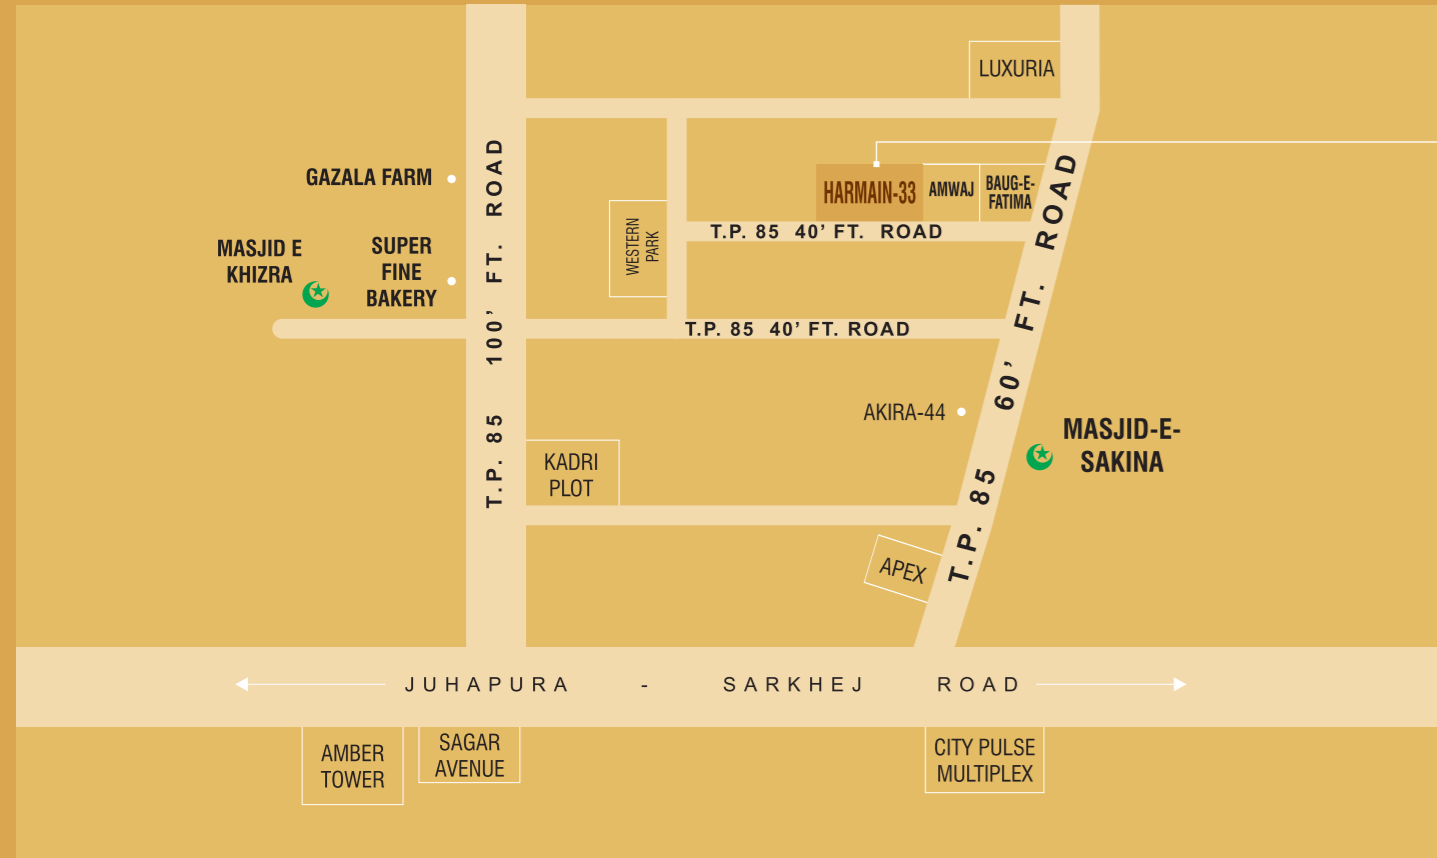 LUXURIA
GAZALA FARM
HARMAIN-33
AMWAJ
BAUG-E-
FATIMA
T.P. 85 40’ FT. ROAD
WESTERN
PARK
MASJID E
KHIZRA
SUPER
FINE
BAKERY
T.P. 85 40’ FT. ROAD
T.P. 85 100’ FT. ROAD
T.P. 85 60’ FT. ROAD
AKIRA-44
MASJID-E-
SAKINA
KADRI
PLOT
APEX
JUHAPURA - SARKHEJ ROAD
AMBER
TOWER
SAGAR
AVENUE
CITY PULSE
MULTIPLEX